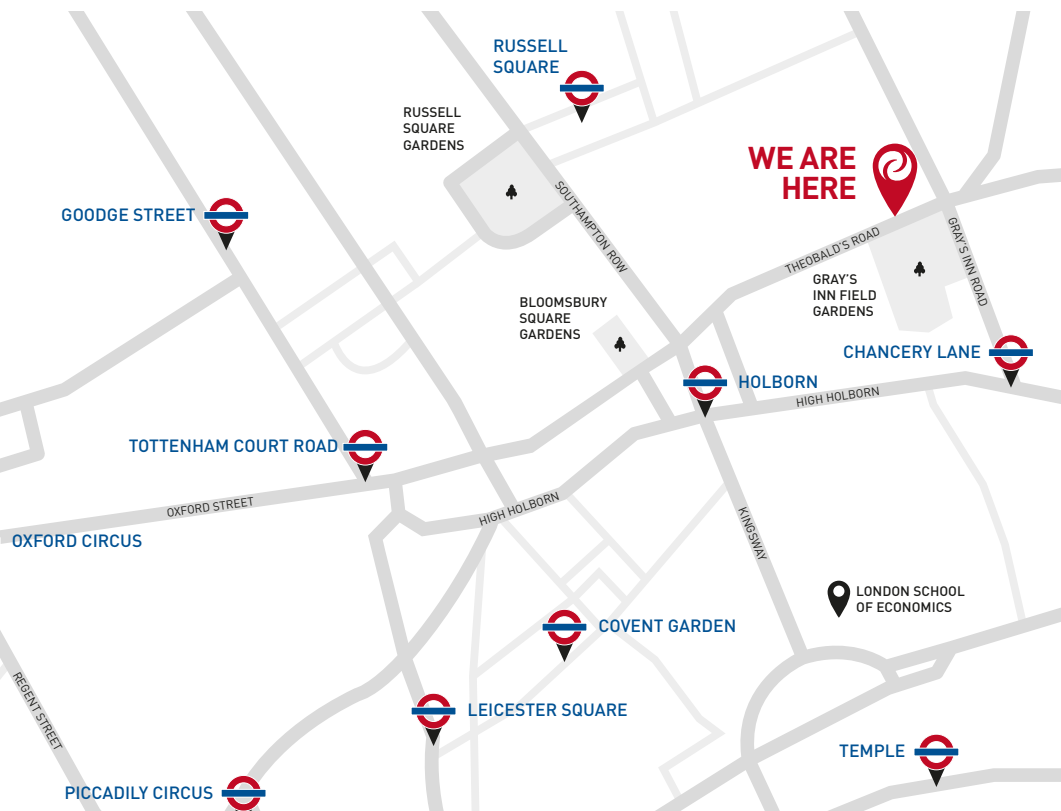 RUSSELL
SQUARE
RUSSELL
SQUARE
GARDENS
WE ARE
HERE
GOODGE STREET
SOUTHAMPTON ROW
THEOBALD'S ROAD
GRAY'S INN ROAD
GRAY'S
INN FIELD
GARDENS
BLOOMSBURY
SQUARE
GARDENS
CHANCERY LANE
HOLBORN
HIGH HOLBORN
TOTTENHAM COURT ROAD
OXFORD STREET
HIGH HOLBORN
OXFORD CIRCUS
KINGSWAY
LONDON SCHOOL
OF ECONOMICS
COVENT GARDEN
REGENT STREET
LEICESTER SQUARE
TEMPLE
PICCADILY CIRCUS